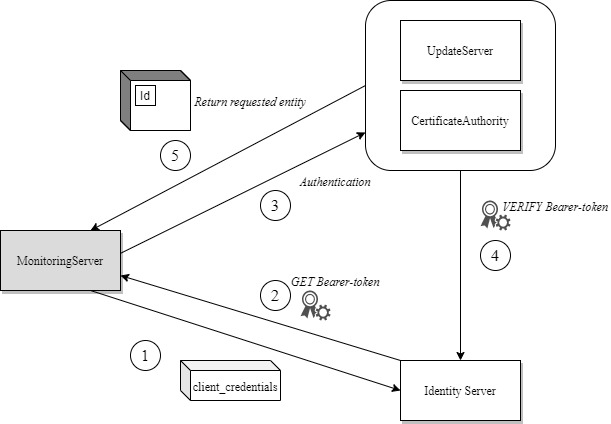 UpdateServer
Id
Return requested entity
CertificateAuthority
5
Authentication
3
VERIFY Bearer-token
4
MonitoringServer
GET Bearer-token
2
1
client_credentials
Identity Server